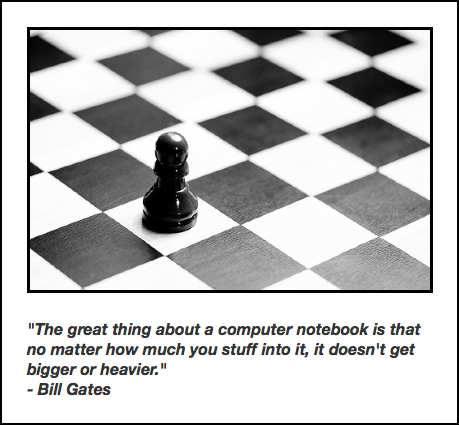 "The great thing about a computer notebook is that
no matter how much you stuff into it, it doesn't get
bigger or heavier."
- Bill Gates